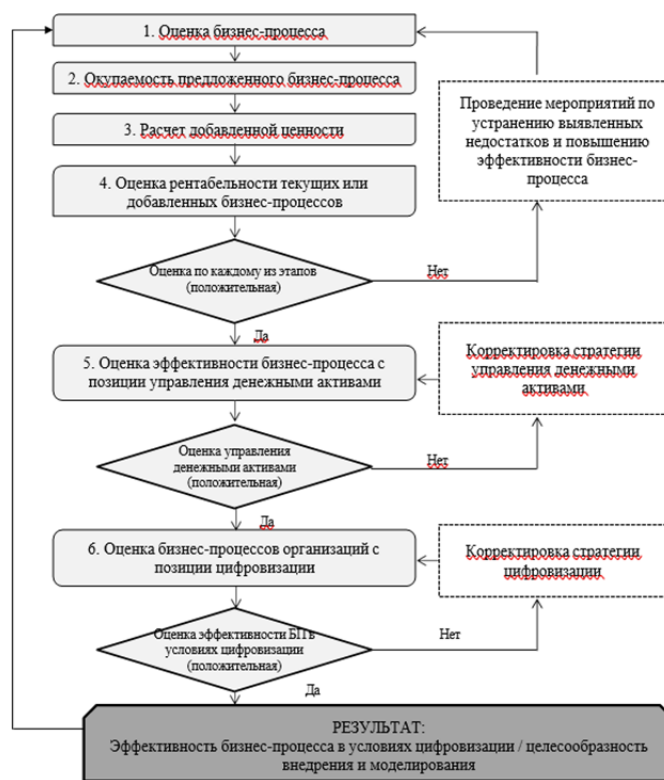 1. Оценка бизнес-процесса
2. Окупаемость предложенного бизнес-процесса
Проведение мероприятий по
устранению выявленных
недостатков и повышению
эффективности бизнес-
процесса
3. Расчет добавленной ценности
4. Оценка рентабельности текущих или
добавленных бизнес-процессов
Оценка по каждому из этапов
(положительная)
Нет
Да
5. Оценка эффективности бизнес-процесса с
позиции управления денежными активами
Корректировка стратегии
управления денежными
активами
Оценка управления
денежными активами
(положительная)
Нет
Да
6. Оценка бизнес-процессов организаций с
позиции цифровизации
Корректировка стратегии
цифровизации
Оценка эффективности БП в
условиях цифровизации
(положительная)
Нет
Да
РЕЗУЛЬТАТ:
Эффективность бизнес-процесса в условиях цифровизации / целесообразность
внедрения и моделирования